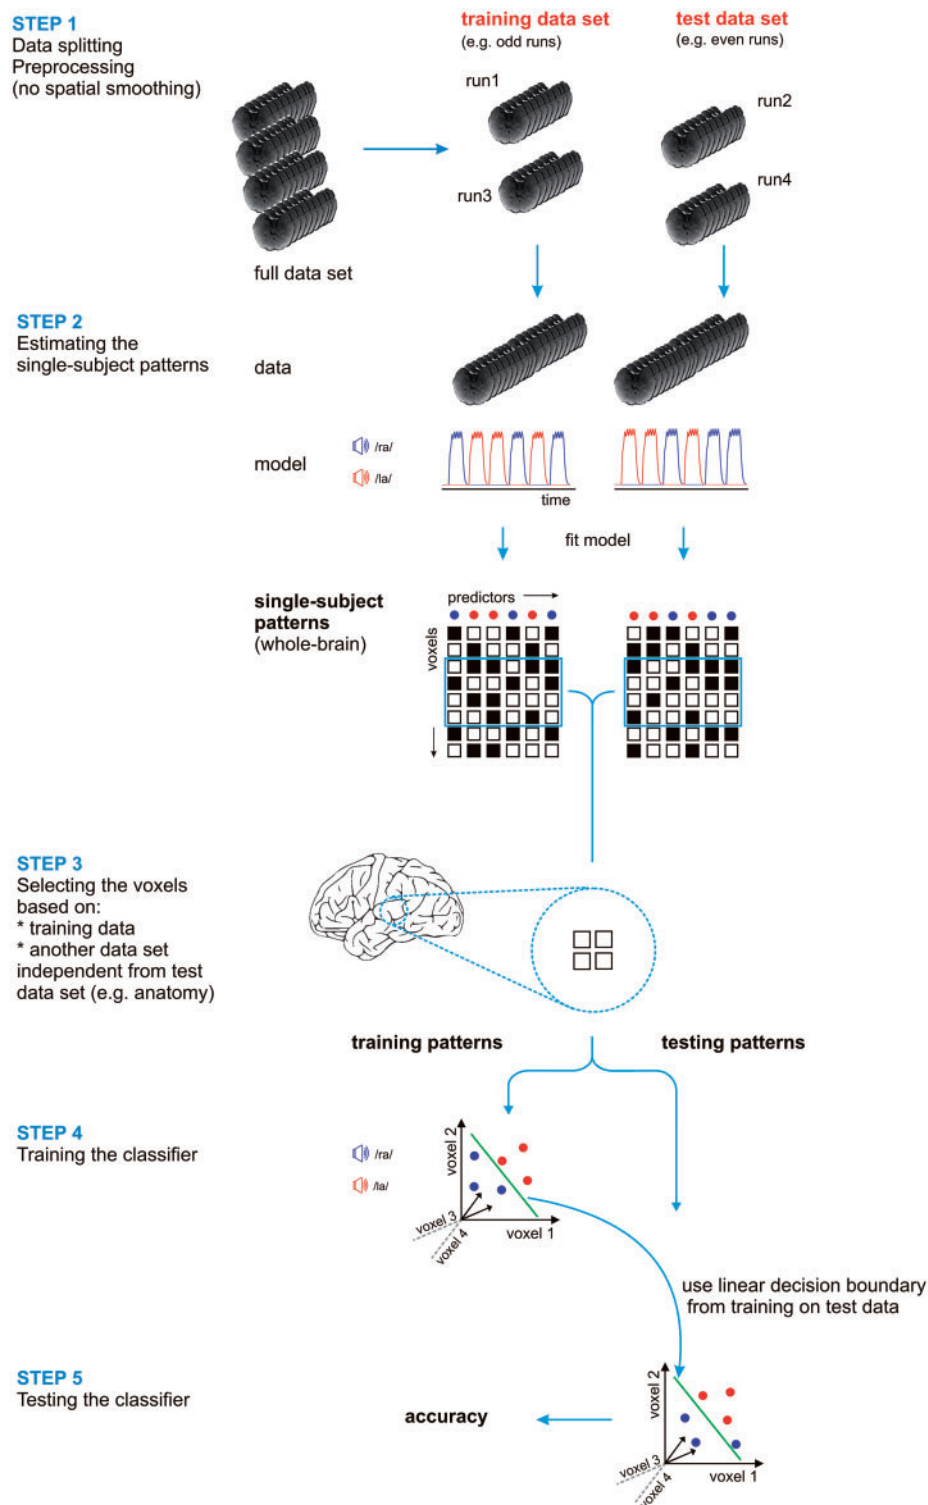 STEP 1
Data splitting
Preprocessing
(no spatial smoothing)
training data set
(e.g. odd runs)
test data set
(e.g. even runs)
run1
run2
run3
run4
full data set
STEP 2
Estimating the
single-subject patterns
data
model
/ra/
/la/
time
fit model
single-subject
patterns
(whole-brain)
predictors
voxels
STEP 3
Selecting the voxels
based on:
* training data
* another data set
independent from test
data set (e.g. anatomy)
training patterns
testing patterns
STEP 4
Training the classifier
/ra/
/la/
voxel 2
voxel 3
voxel 4
voxel 1
use linear decision boundary
from training on test data
STEP 5
Testing the classifier
accuracy
voxel 2
voxel 3
voxel 4
voxel 1